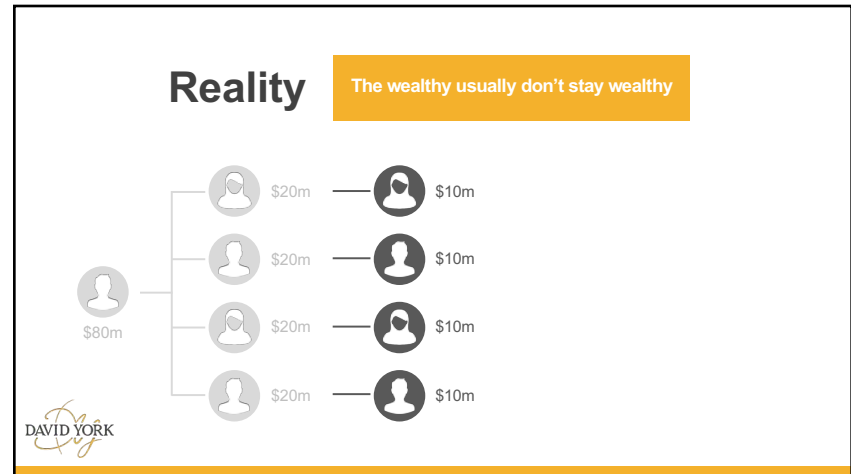 Reality
The wealthy usually don’t stay wealthy
$20m
$10m
$20m
$10m
$80m
$20m
$10m
$20m
$10m
DAVID YORK